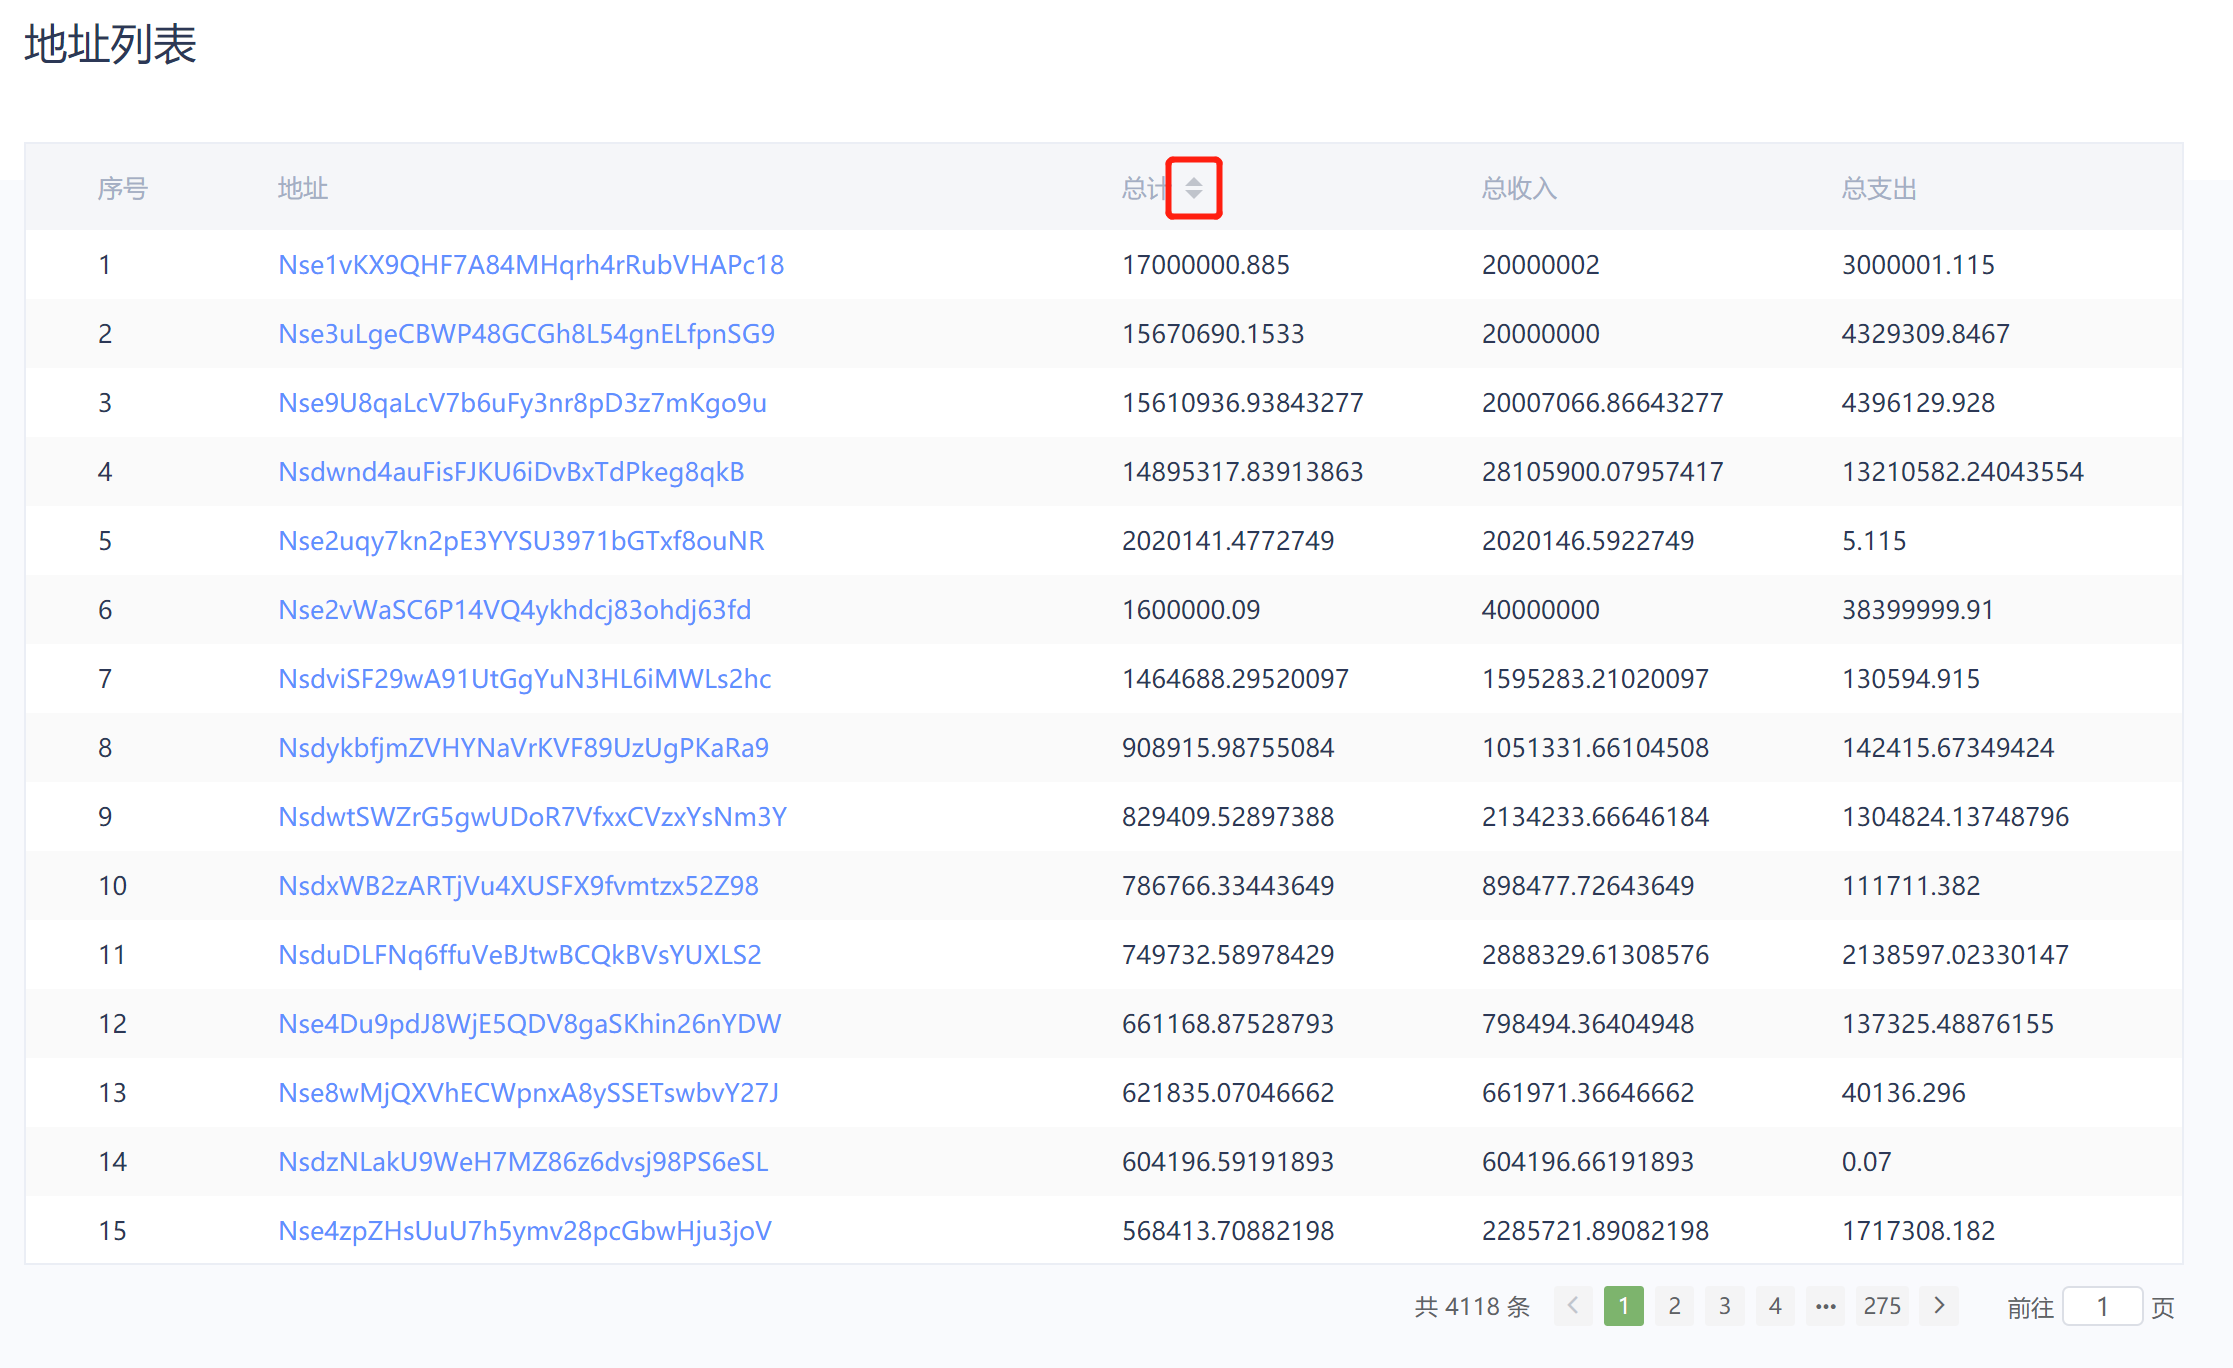 地址列表
序号 地址 总计 总收入 总支出
1 Nse1vKX9QHF7A84MHqrh4rRubVHAPc18 17000000.885 20000002 3000001.115
2 Nse3uLgeCBWP48GCGh8L54gnELfpnSG9 15670690.1533 20000000 4329309.8467
3 Nse9U8qaLcV7b6uFy3nr8pD3z7mKgo9u 15610936.93843277 20007066.86643277 4396129.928
4 Nsdwnd4auFisFJKU6iDvBxTdPkeg8qkB 14895317.83913863 28105900.07957417 13210582.24043554
5 Nse2uqy7kn2pE3YYSU3971bGTxf8ouNR 2020141.4772749 2020146.5922749 5.115
6 Nse2vWaSC6P14VQ4ykhdcj83ohdj63fd 1600000.09 40000000 38399999.91
7 NsdviSF29wA91UtGgYuN3HL6iMWLs2hc 1464688.29520097 1595283.21020097 130594.915
8 NsdykbfjmZVHYNaVrKVF89UzUgPKaRa9 908915.98755084 1051331.66104508 142415.67349424
9 NsdwtSWZrG5gwUDoR7VfxxCVzxYsNm3Y 829409.52897388 2134233.66646184 1304824.13748796
10 NsdxWB2zARTjVu4XUSFX9fvmtzx52Z98 786766.33443649 898477.72643649 111711.382
11 NsduDLFNq6ffuVeBJtwBCQkBVsYUXLS2 749732.58978429 2888329.61308576 2138597.02330147
12 Nse4Du9pdJ8WjE5QDV8gaSKhin26nYDW 661168.87528793 798494.36404948 137325.48876155
13 Nse8wMjQXVhECWpnxA8ySSETswbvY27J 621835.07046662 661971.36646662 40136.296
14 NsdzNLakU9WeH7MZ86z6dvsj98PS6eSL 604196.59191893 604196.66191893 0.07
15 Nse4zpZHsUuU7h5ymv28pcGbwHju3joV 568413.70882198 2285721.89082198 1717308.182
共 4118 条 1 2 3 4 ••• 275 前往 1 页